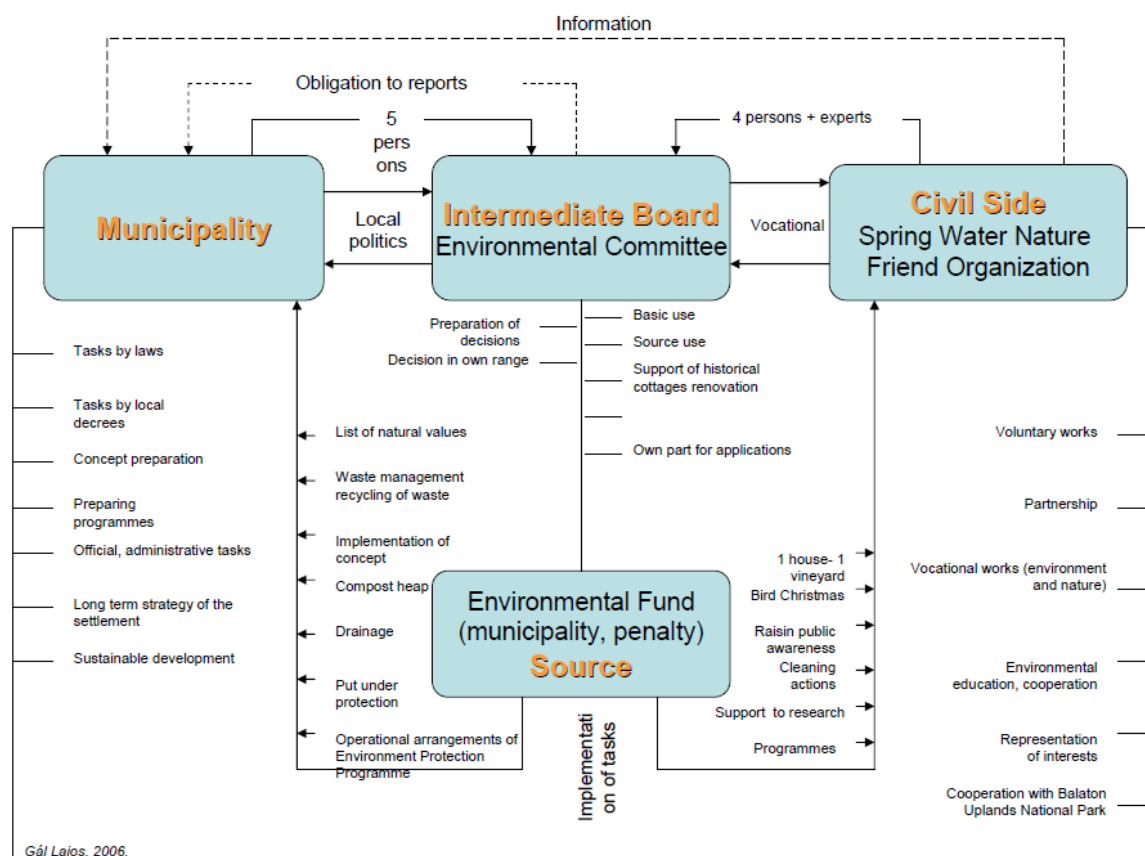 Information
Obligation to reports
5
pers
ons
4 persons + experts
Municipality
Local
politics
Intermediate Board
Environmental Committee
Vocational
Civil Side
Spring Water Nature
Friend Organization
Tasks by laws
Tasks by local
decrees
Concept preparation
Preparing
programmes
Official, administrative tasks
Long term strategy of the
settlement
Sustainable development
List of natural values
Waste management
recycling of waste
Implementation of
concept
Compost heap
Drainage
Put under
protection
Operational arrangements of
Environment Protection
Programme
Preparation of
decisions
Decision in own range
Basic use
Source use
Support of historical
cottages renovation
Own part for applications
Environmental Fund
(municipality, penalty)
Source
Implementati
on of tasks
1 house- 1
vineyard
Bird Christmas
Raisin public
awareness
Cleaning
actions
Support to research
Programmes
Voluntary works
Partnership
Vocational works (environment
and nature)
Environmental
education, cooperation
Representation
of interests
Cooperation with Balaton
Uplands National Park
Gál Lajos, 2006.